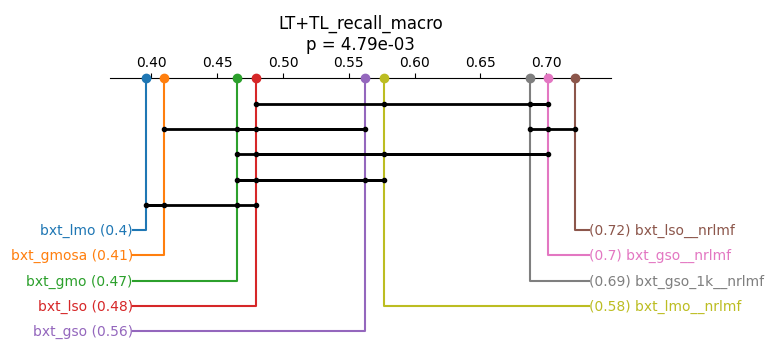 LT+TL_recall_macro
p = 4.79e-03
0.40 0.45 0.50 0.55 0.60 0.65 0.70
bxt_lmo (0.4) (0.72) bxt_lso__nrlmf
bxt_gmosa (0.41) (0.7) bxt_gso__nrlmf
bxt_gmo (0.47) (0.69) bxt_gso_1k__nrlmf
bxt_lso (0.48) (0.58) bxt_lmo__nrlmf
bxt_gso (0.56)